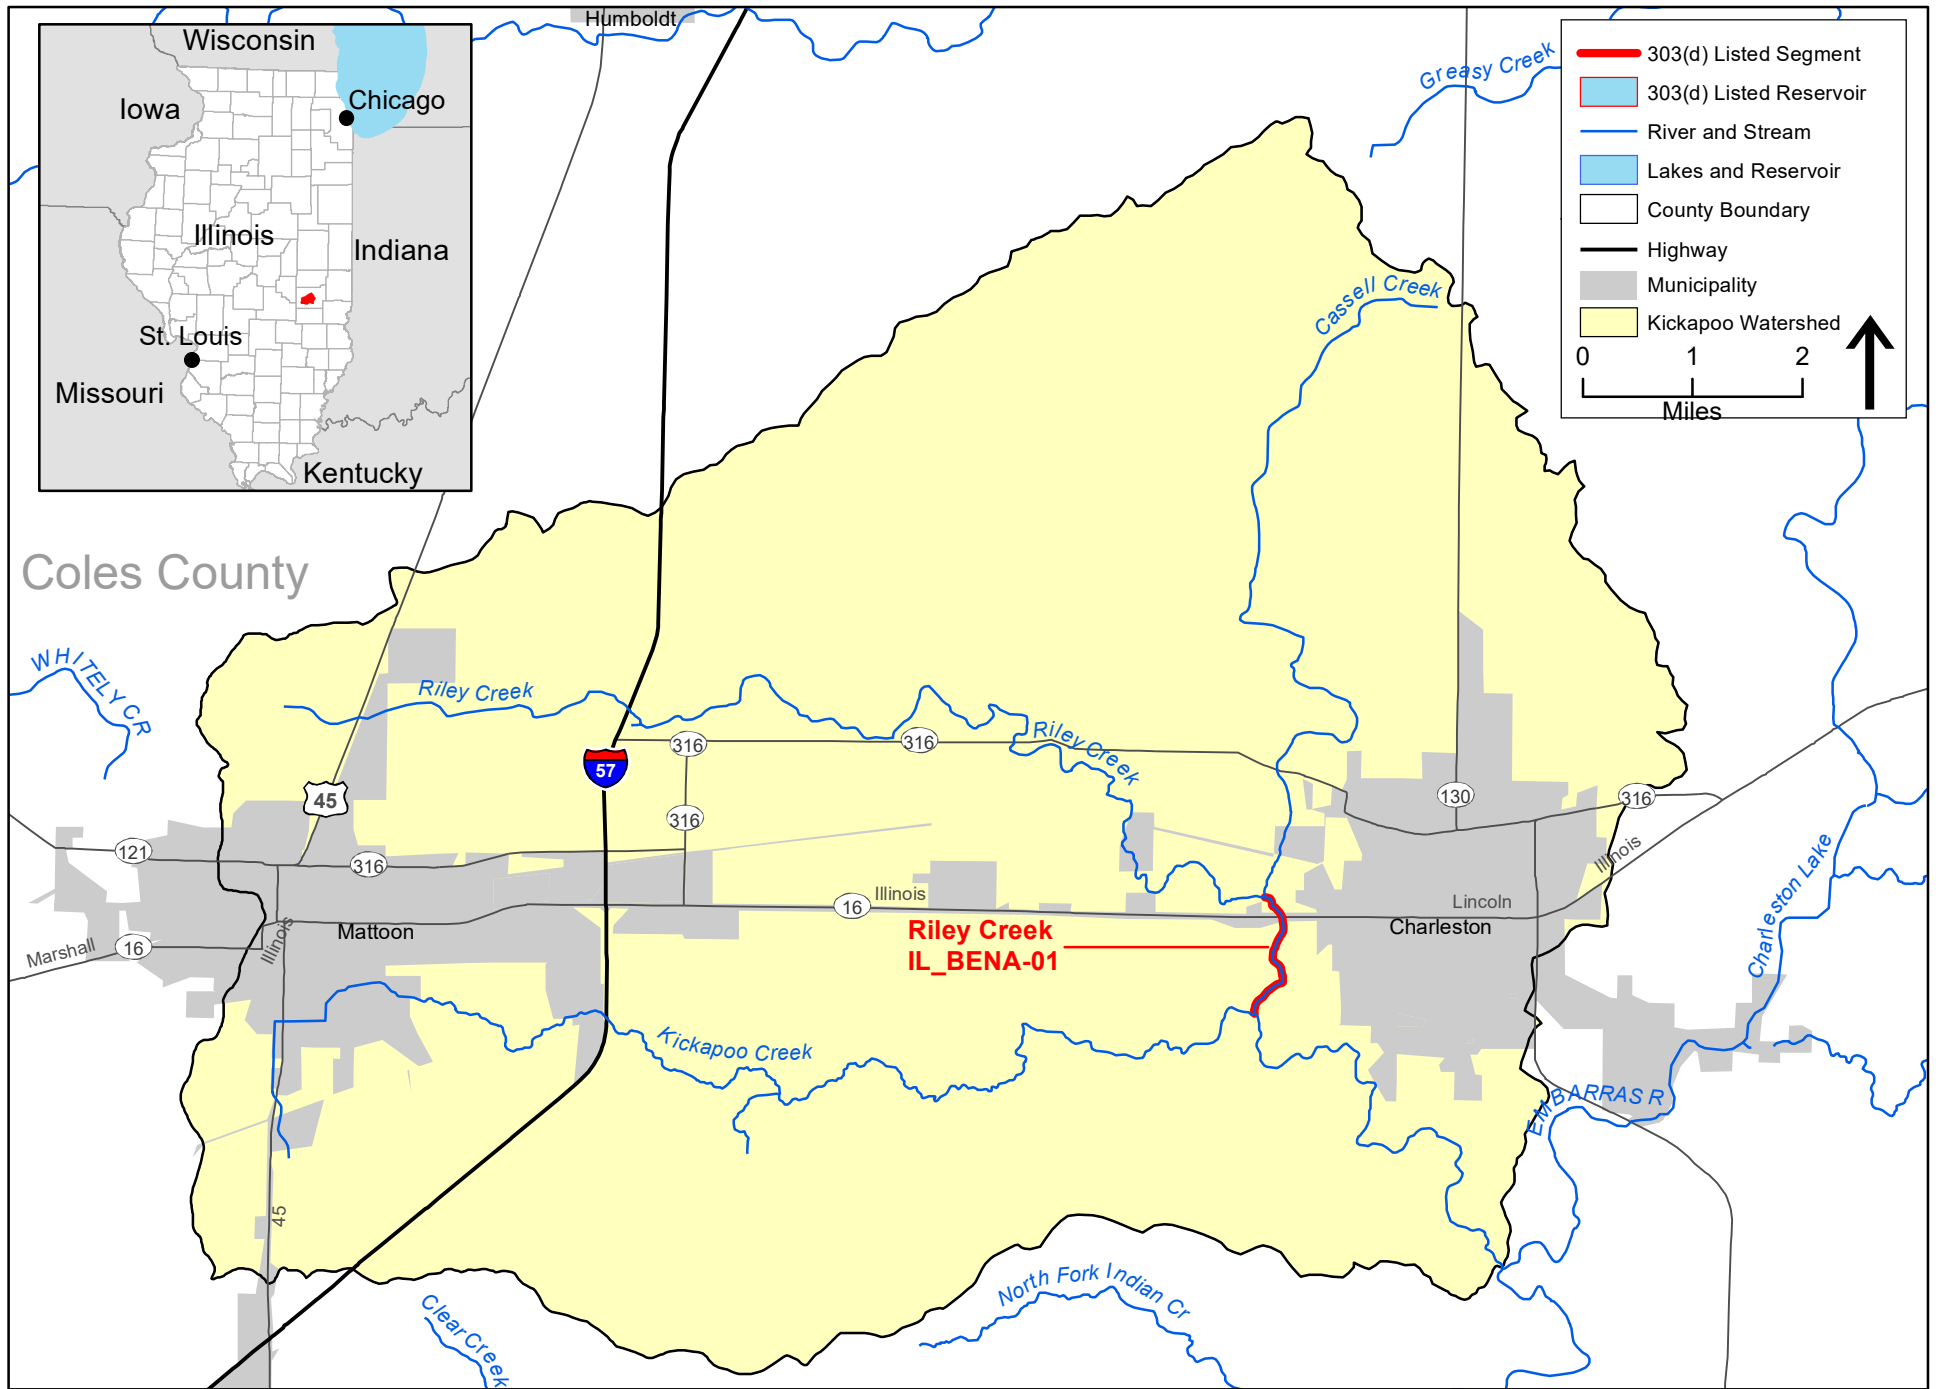 Humboldt
Wisconsin
Iowa
Chicago
Illinois
Indiana
St. Louis
Missouri
Kentucky
Greasy Creek
303(d) Listed Segment
303(d) Listed Reservoir
River and Stream
Lakes and Reservoir
County Boundary
Highway
Municipality
Kickapoo Watershed
0 1 2
Miles
Cassell Creek
Coles County
WHITELY CR
Riley Creek
Riley Creek
316
316
57
45
316
130
316
121
316
Illinois
Illinois
16
Lincoln
Charleston Lake
Mattoon
Illinois
Marshall
16
Riley Creek
IL_BENA-01
Charleston
Kickapoo Creek
EMBARRAS R
45
North Fork Indian Cr
Clear Creek